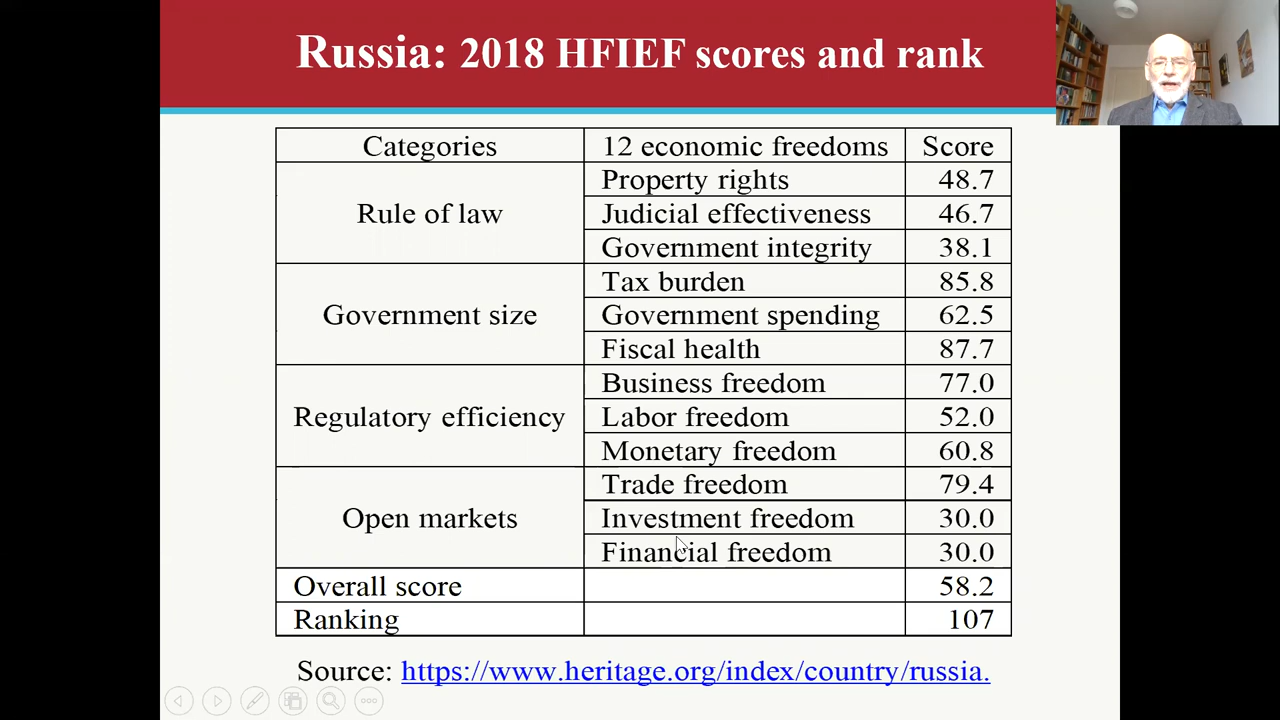 Russia: 2018 HFIEF scores and rank
Categories 12 economic freedoms Score
Rule of law
Property rights 48.7
Judicial effectiveness 46.7
Government integrity 38.1
Government size
Tax burden 85.8
Government spending 62.5
Fiscal health 87.7
Regulatory efficiency
Business freedom 77.0
Labor freedom 52.0
Monetary freedom 60.8
Open markets
Trade freedom 79.4
Investment freedom 30.0
Financial freedom 30.0
Overall score 58.2
Ranking 107
Source: https://www.heritage.org/index/country/russia.